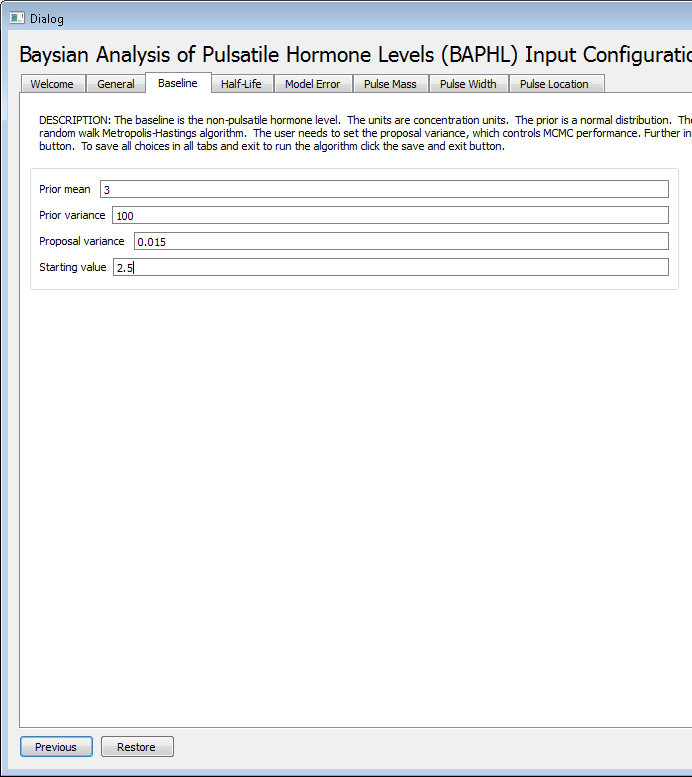 Dialog
Baysian Analysis of Pulsatile Hormone Levels (BAPHL) Input Configuratio
Welcome General Baseline Half-Life Model Error Pulse Mass Pulse Width Pulse Location
DESCRIPTION: The baseline is the non-pulsatile hormone level. The units are concentration units. The prior is a normal distribution. The
random walk Metropolis-Hastings algorithm. The user needs to set the proposal variance, which controls MCMC performance. Further in
button. To save all choices in all tabs and exit to run the algorithm click the save and exit button.
Prior mean 3
Prior variance 100
Proposal variance 0.015
Starting value 2.5
Previous Restore